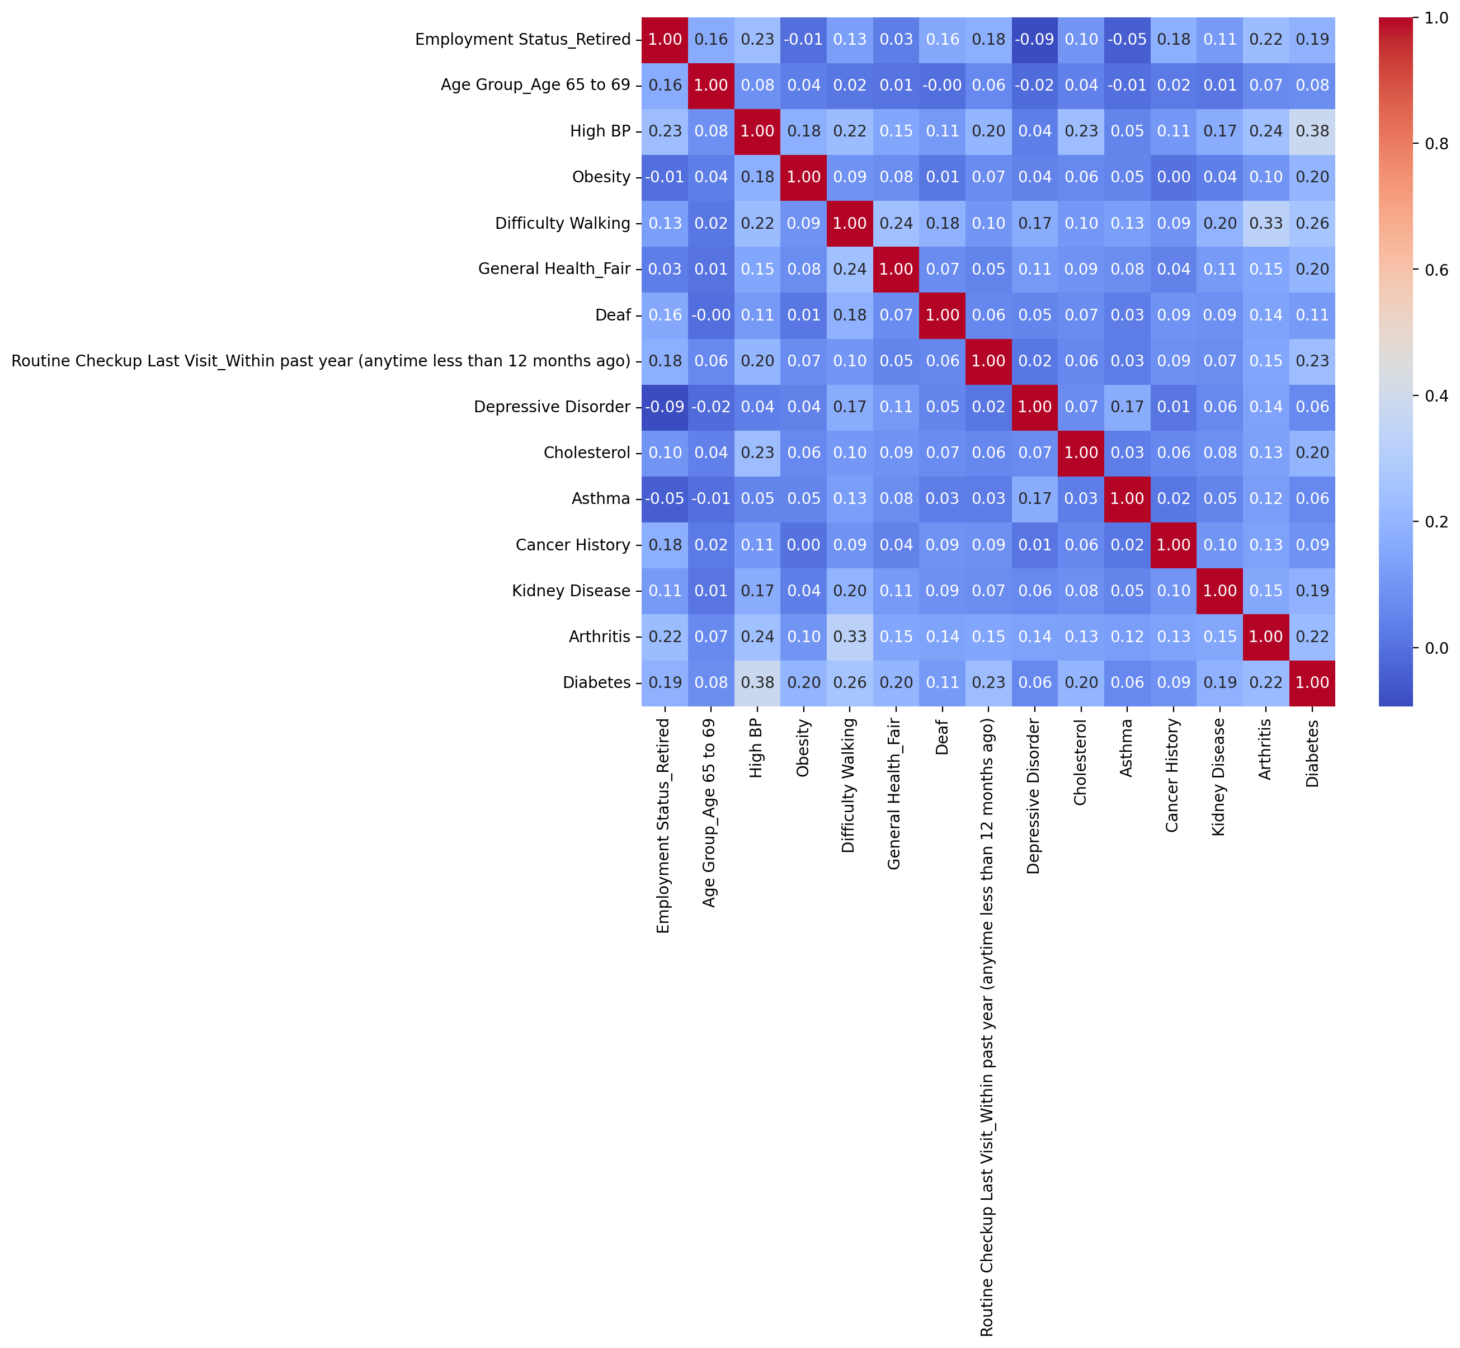 Employment Status_Retired 1.00 0.16 0.23 -0.01 0.13 0.03 0.16 0.18 -0.09 0.10 -0.05 0.18 0.11 0.22 0.19
Age Group_Age 65 to 69 0.16 1.00 0.08 0.04 0.02 0.01 -0.00 0.06 -0.02 0.04 -0.01 0.02 0.01 0.07 0.08
High BP 0.23 0.08 1.00 0.18 0.22 0.15 0.11 0.20 0.04 0.23 0.05 0.11 0.17 0.24 0.38
Obesity -0.01 0.04 0.18 1.00 0.09 0.08 0.01 0.07 0.04 0.06 0.05 0.00 0.04 0.10 0.20
Difficulty Walking 0.13 0.02 0.22 0.09 1.00 0.24 0.18 0.10 0.17 0.10 0.13 0.09 0.20 0.33 0.26
General Health_Fair 0.03 0.01 0.15 0.08 0.24 1.00 0.07 0.05 0.11 0.09 0.08 0.04 0.11 0.15 0.20
Deaf 0.16 -0.00 0.11 0.01 0.18 0.07 1.00 0.06 0.05 0.07 0.03 0.09 0.09 0.14 0.11
Routine Checkup Last Visit_Within past year (anytime less than 12 months ago) 0.18 0.06 0.20 0.07 0.10 0.05 0.06 1.00 0.02 0.06 0.03 0.09 0.07 0.15 0.23
Depressive Disorder -0.09 -0.02 0.04 0.04 0.17 0.11 0.05 0.02 1.00 0.07 0.17 0.01 0.06 0.14 0.06
Cholesterol 0.10 0.04 0.23 0.06 0.10 0.09 0.07 0.06 0.07 1.00 0.03 0.06 0.08 0.13 0.20
Asthma -0.05 -0.01 0.05 0.05 0.13 0.08 0.03 0.03 0.17 0.03 1.00 0.02 0.05 0.12 0.06
Cancer History 0.18 0.02 0.11 0.00 0.09 0.04 0.09 0.09 0.01 0.06 0.02 1.00 0.10 0.13 0.09
Kidney Disease 0.11 0.01 0.17 0.04 0.20 0.11 0.09 0.07 0.06 0.08 0.05 0.10 1.00 0.15 0.19
Arthritis 0.22 0.07 0.24 0.10 0.33 0.15 0.14 0.15 0.14 0.13 0.12 0.13 0.15 1.00 0.22
Diabetes 0.19 0.08 0.38 0.20 0.26 0.20 0.11 0.23 0.06 0.20 0.06 0.09 0.19 0.22 1.00
Employment Status_Retired
Age Group_Age 65 to 69
High BP
Obesity
Difficulty Walking
General Health_Fair
Deaf
Routine Checkup Last Visit_Within past year (anytime less than 12 months ago)
Depressive Disorder
Cholesterol
Asthma
Cancer History
Kidney Disease
Arthritis
Diabetes
1.0
0.8
0.6
0.4
0.2
0.0